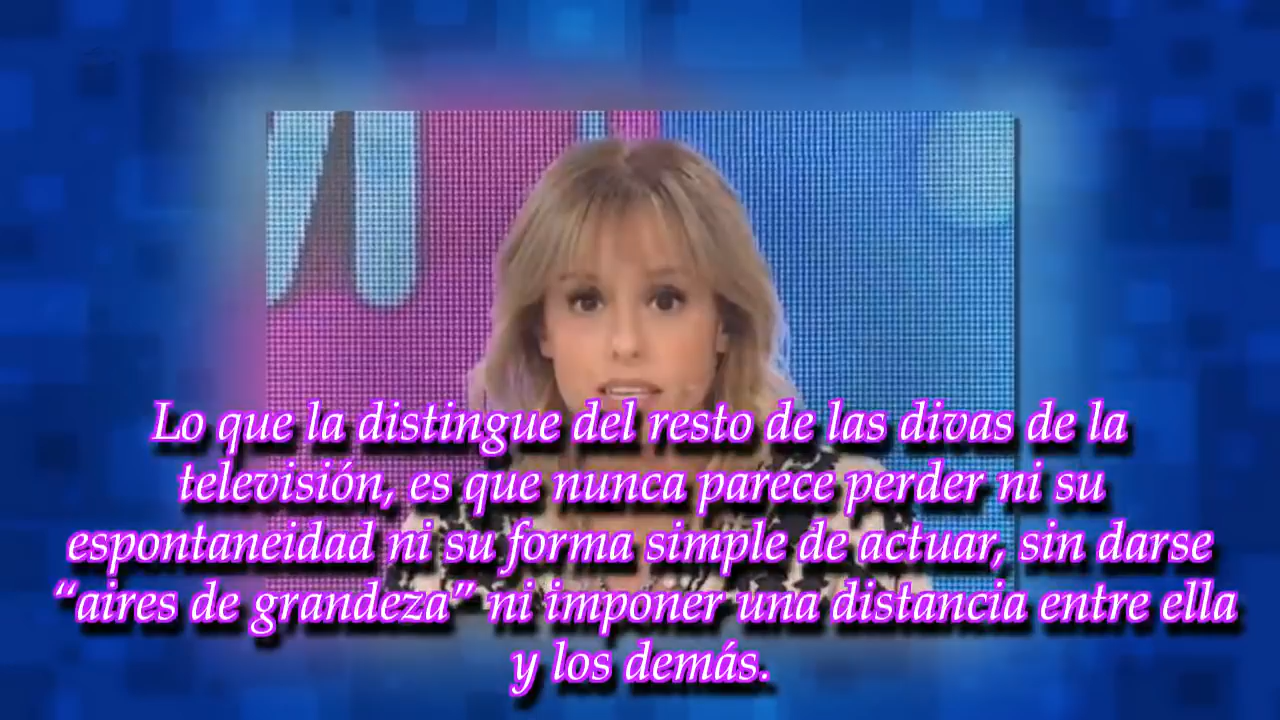 Lo que la distingue del resto de las divas de la
televisión, es que nunca parece perder ni su
espontaneidad ni su forma simple de actuar, sin darse
“aires de grandeza” ni imponer una distancia entre ella
y los demás.